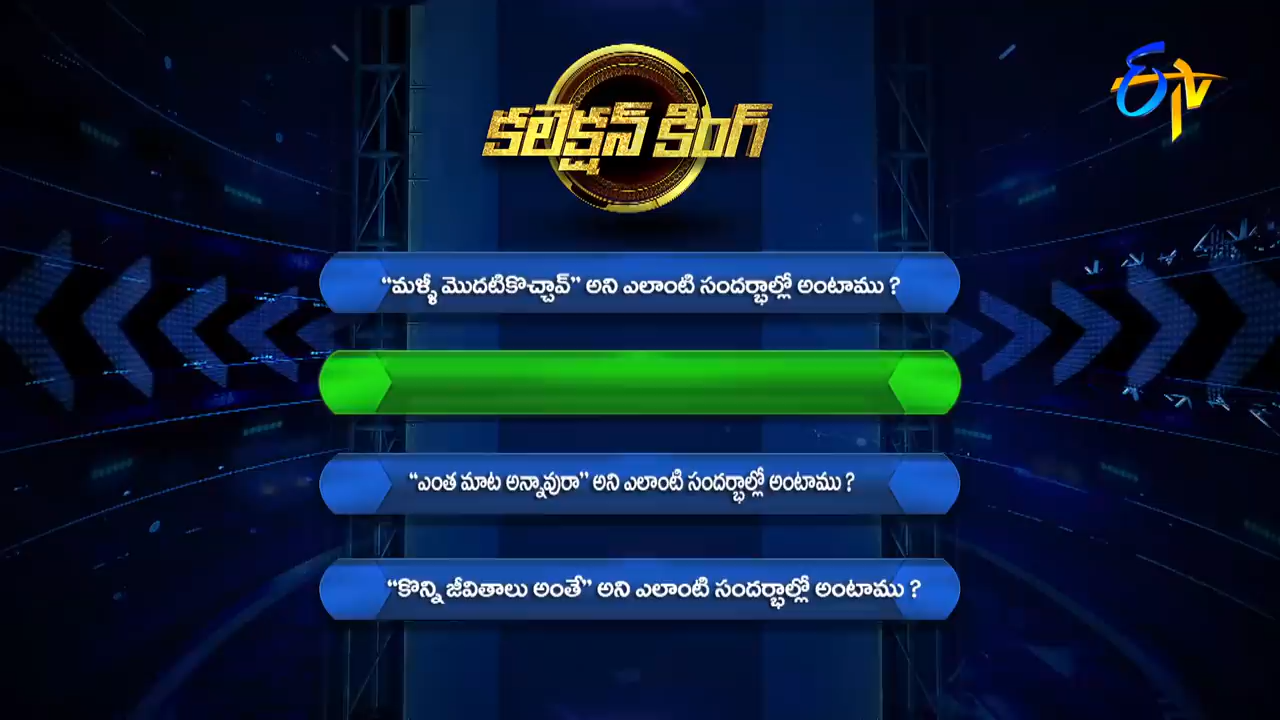 ETV
కలెక్షన్ కింగ్
“మళ్ళీ మొదటికొచ్చావ్” అని ఎలాంటి సందర్భాల్లో అంటాము ?
“ఎంత మాట అన్నావురా” అని ఎలాంటి సందర్భాల్లో అంటాము ?
“కొన్ని జీవితాలు అంతే” అని ఎలాంటి సందర్భాల్లో అంటాము ?